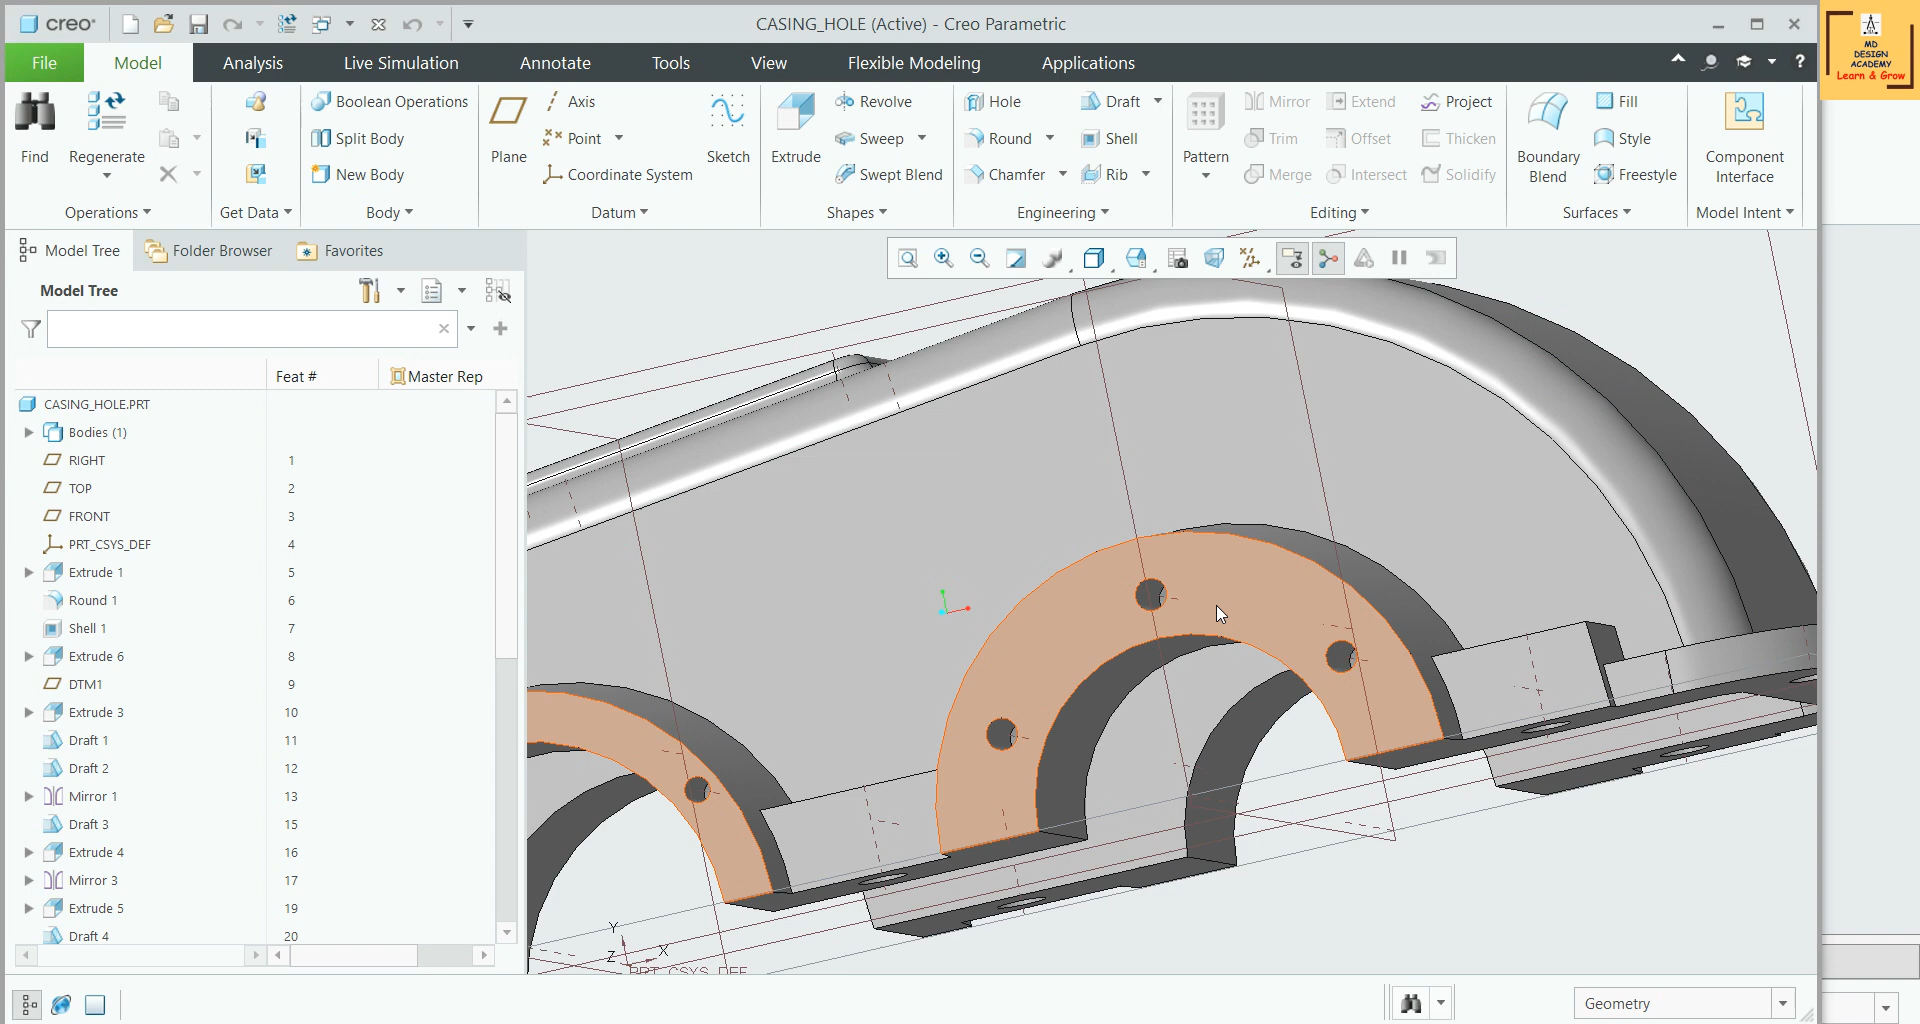 creo
CASING_HOLE (Active) - Creo Parametric
MD
DESIGN
ACADEMY
Learn & Grow
File
Model
Analysis
Live Simulation
Annotate
Tools
View
Flexible Modeling
Applications
Find
Regenerate
Operations
Get Data
Boolean Operations
Split Body
New Body
Body
Plane
Axis
Point
Coordinate System
Sketch
Datum
Extrude
Revolve
Sweep
Swept Blend
Shapes
Hole
Draft
Round
Shell
Chamfer
Rib
Engineering
Pattern
Mirror
Extend
Project
Trim
Offset
Thicken
Merge
Intersect
Solidify
Editing
Boundary
Blend
Fill
Style
Freestyle
Surfaces
Component
Interface
Model Intent
Model Tree
Folder Browser
Favorites
Model Tree
Feat #
Master Rep
CASING_HOLE.PRT
Bodies (1)
RIGHT 1
TOP 2
FRONT 3
PRT_CSYS_DEF 4
Extrude 1 5
Round 1 6
Shell 1 7
Extrude 6 8
DTM1 9
Extrude 3 10
Draft 1 11
Draft 2 12
Mirror 1 13
Draft 3 15
Extrude 4 16
Mirror 3 17
Extrude 5 19
Draft 4 20
Y
Z X
PRT_CSYS_DEF
Geometry